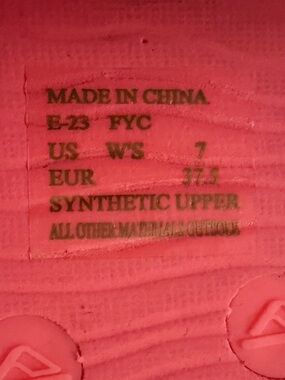 MADE IN CHINA
E-23 FYC
US W'S 7
EUR 37.5
SYNTHETIC UPPER
ALL OTHER MATERIALS OUTSOLE